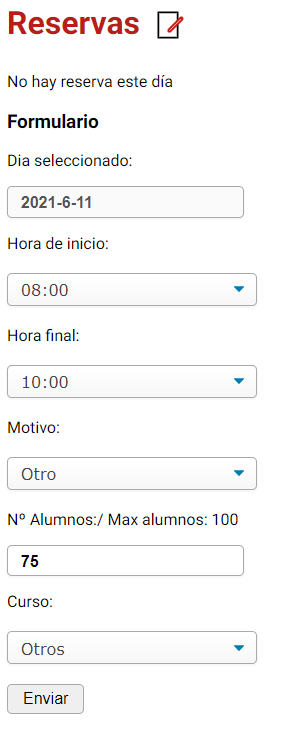 Reservas
No hay reserva este día
Formulario
Dia seleccionado:
2021-6-11
Hora de inicio:
08:00
Hora final:
10:00
Motivo:
Otro
Nº Alumnos:/ Max alumnos: 100
75
Curso:
Otros
Enviar